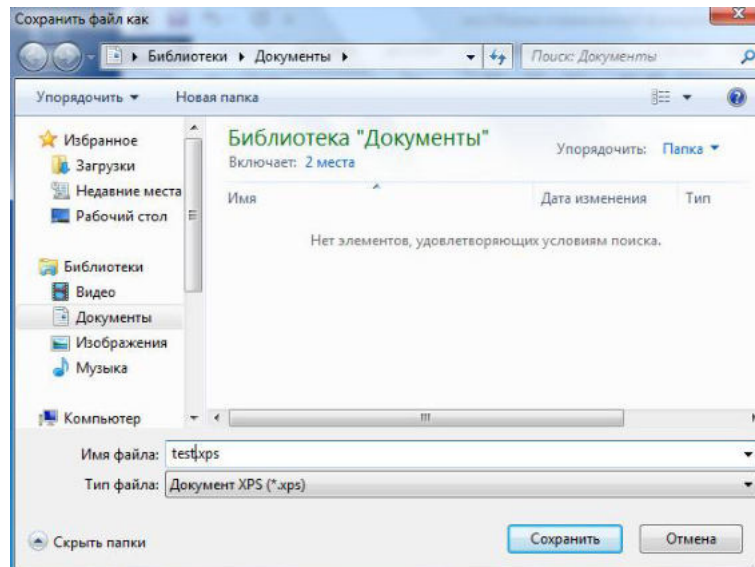 Сохранить файл как
Библиотеки Документы
Поиск: Документы
Упорядочить Новая папка
Избранное
Загрузки
Недавние места
Рабочий стол
Библиотеки
Видео
Документы
Изображения
Музыка
Компьютер
Библиотека "Документы"
Включает: 2 места
Упорядочить: Папка
Имя Дата изменения Тип
Нет элементов, удовлетворяющих условиям поиска.
Имя файла: test.xps
Тип файла: Документ XPS (*.xps)
Скрыть папки Сохранить Отмена